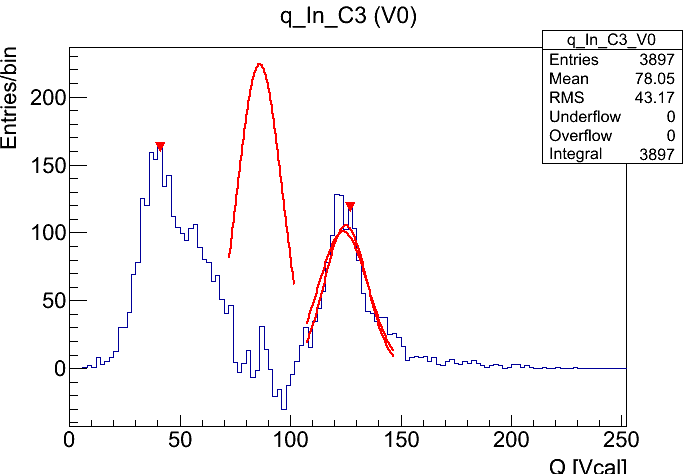 q_In_C3 (V0)
q_In_C3_V0
Entries 3897
Mean 78.05
RMS 43.17
Underflow 0
Overflow 0
Integral 3897
Entries/bin
200
150
100
50
0
0 50 100 150 200 250
Q [Vcal]